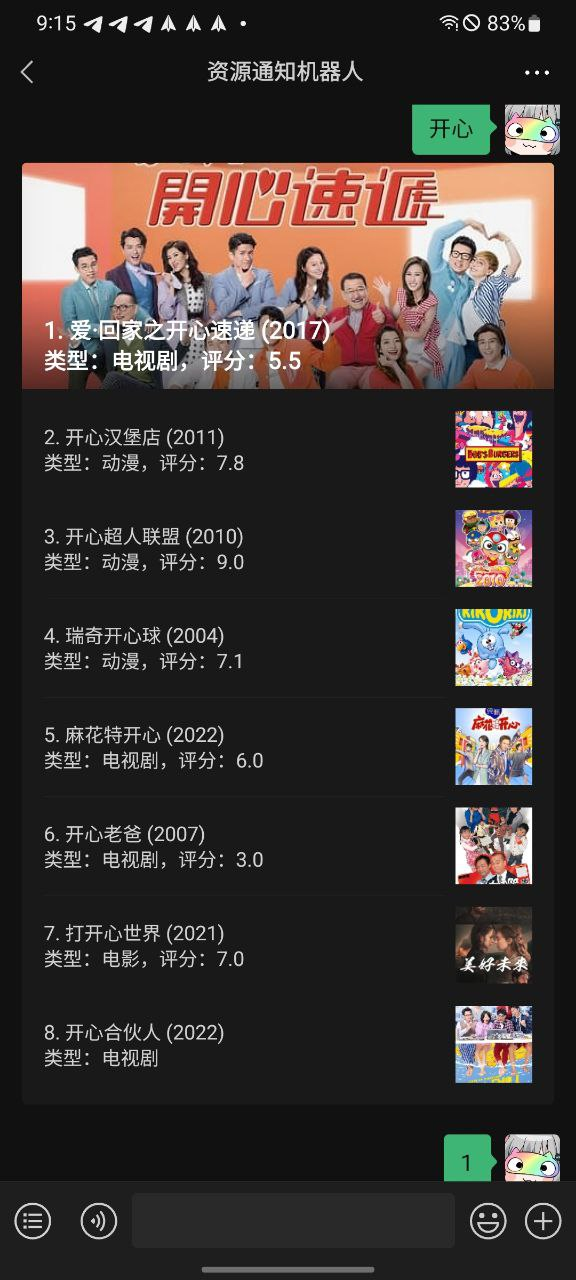 9:15
83%
资源通知机器人
开心
開心速遞
1. 爱·回家之开心速递 (2017)
类型：电视剧，评分：5.5
2. 开心汉堡店 (2011)
类型：动漫，评分：7.8
BOB'S BURGERS
3. 开心超人联盟 (2010)
类型：动漫，评分：9.0
2010
4. 瑞奇开心球 (2004)
类型：动漫，评分：7.1
5. 麻花特开心 (2022)
类型：电视剧，评分：6.0
麻花特开心
6. 开心老爸 (2007)
类型：电视剧，评分：3.0
7. 打开心世界 (2021)
类型：电影，评分：7.0
美好未来
8. 开心合伙人 (2022)
类型：电视剧
1